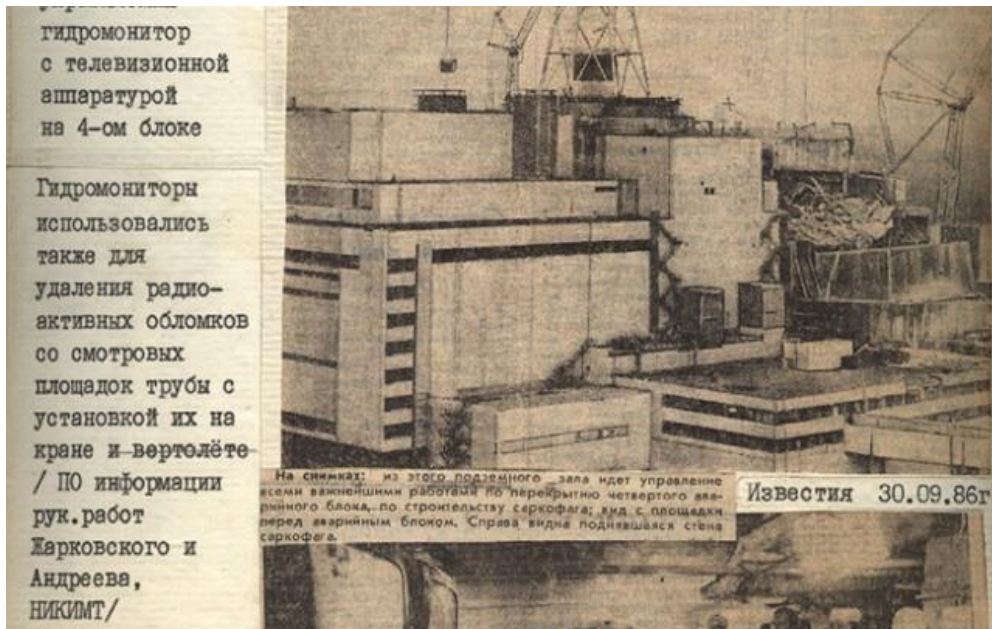 гидромонитор
с телевизионной
аппаратурой
на 4-ом блоке
Гидромониторы
использовались
также для
удаления радио-
активных обломков
со смотровых
площадок трубы с
установкой их на
кране и вертолёте
/ ПО информации
рук.работ
Жарковского и
Андреева,
НИКИМТ/
На снимках: из этого подземного зала идет управление
всеми важнейшими работами по перекрытию четвертого ава-
рийного блока, по строительству саркофага; вид с площадки
перед аварийным блоком. Справа видна поднявшаяся стена
саркофага.
Известия 30.09.86г